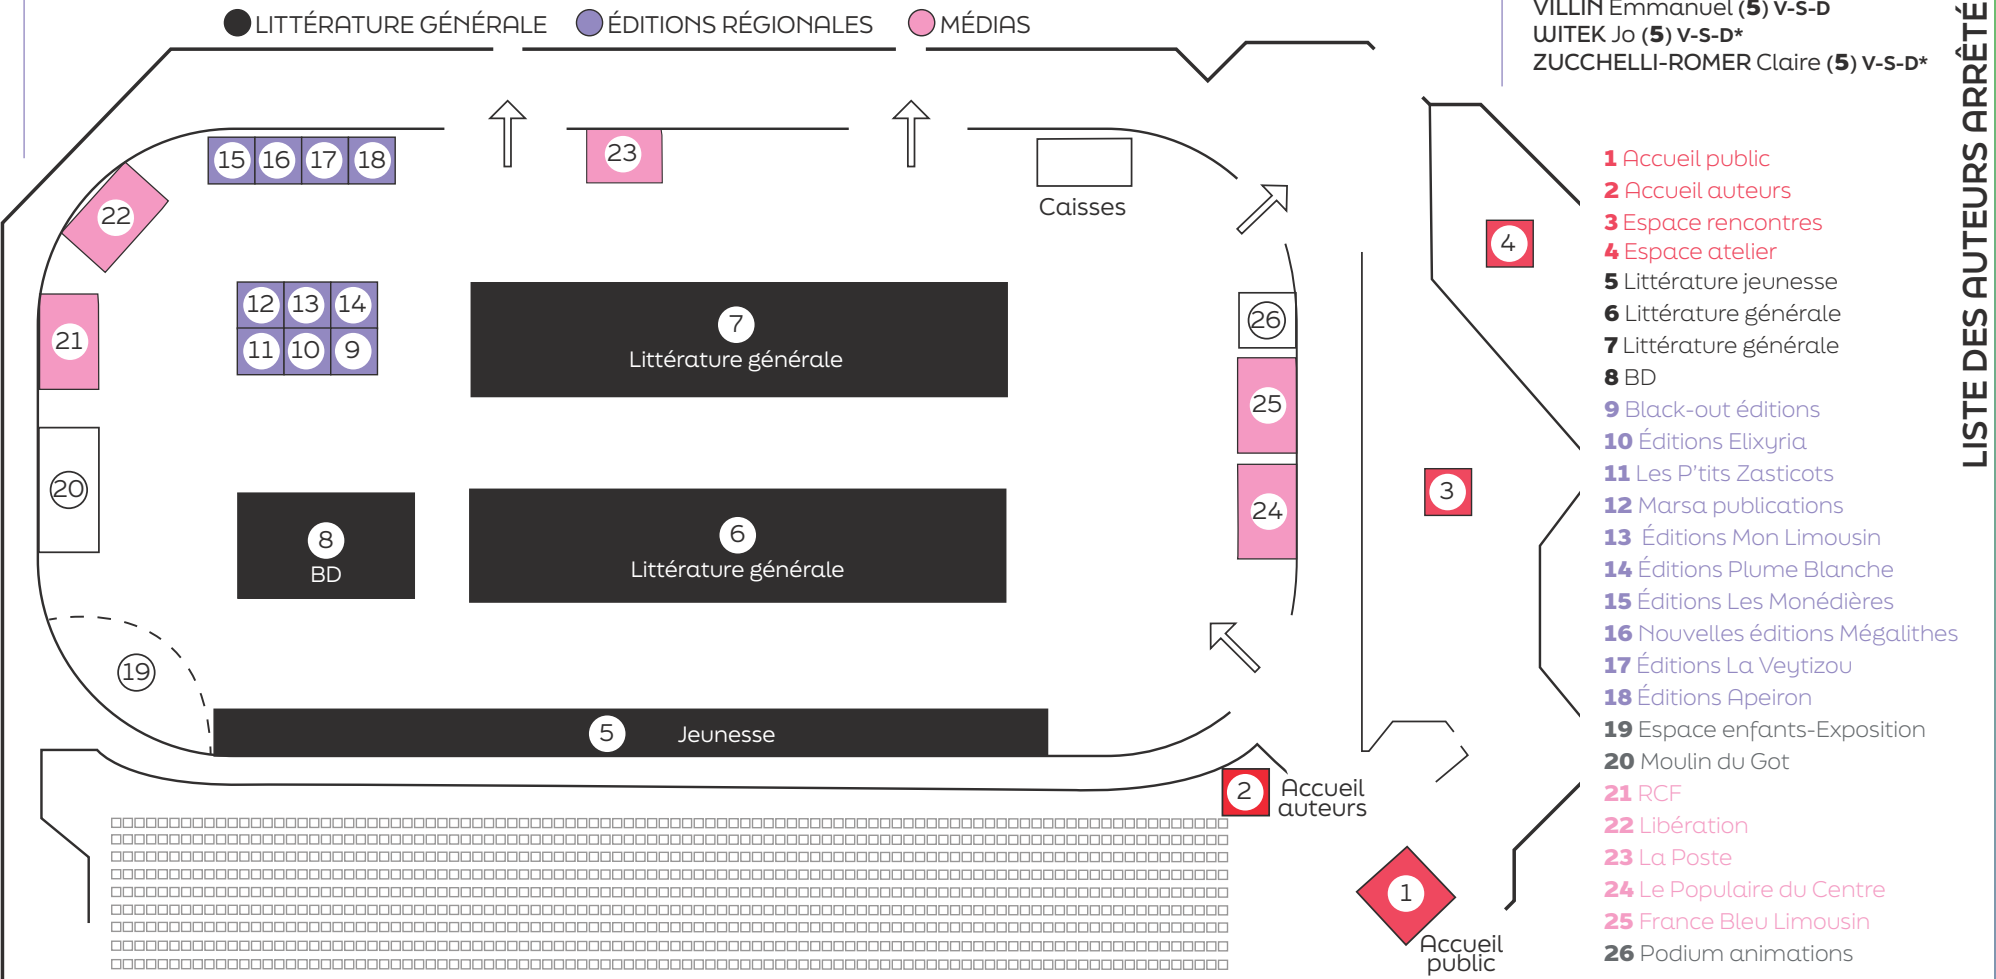 LITTÉRATURE GÉNÉRALE ÉDITIONS RÉGIONALES MÉDIAS
VILLIN Emmanuel (5) V-S-D
WITEK Jo (5) V-S-D*
ZUCCHELLI-ROMER Claire (5) V-S-D*
LISTE DES AUTEURS ARRÊTÉ
15 16 17 18
23
Caisses
22
4
12 13 14
11 10 9
21
7
Littérature générale
26
25
20
8
BD
6
Littérature générale
24
3
19
5 Jeunesse
2
Accueil
auteurs
1
Accueil
public
1 Accueil public
2 Accueil auteurs
3 Espace rencontres
4 Espace atelier
5 Littérature jeunesse
6 Littérature générale
7 Littérature générale
8 BD
9 Black-out éditions
10 Éditions Elixyria
11 Les P'tits Zasticots
12 Marsa publications
13 Éditions Mon Limousin
14 Éditions Plume Blanche
15 Éditions Les Monédières
16 Nouvelles éditions Mégalithes
17 Éditions La Veytizou
18 Éditions Apeiron
19 Espace enfants-Exposition
20 Moulin du Got
21 RCF
22 Libération
23 La Poste
24 Le Populaire du Centre
25 France Bleu Limousin
26 Podium animations